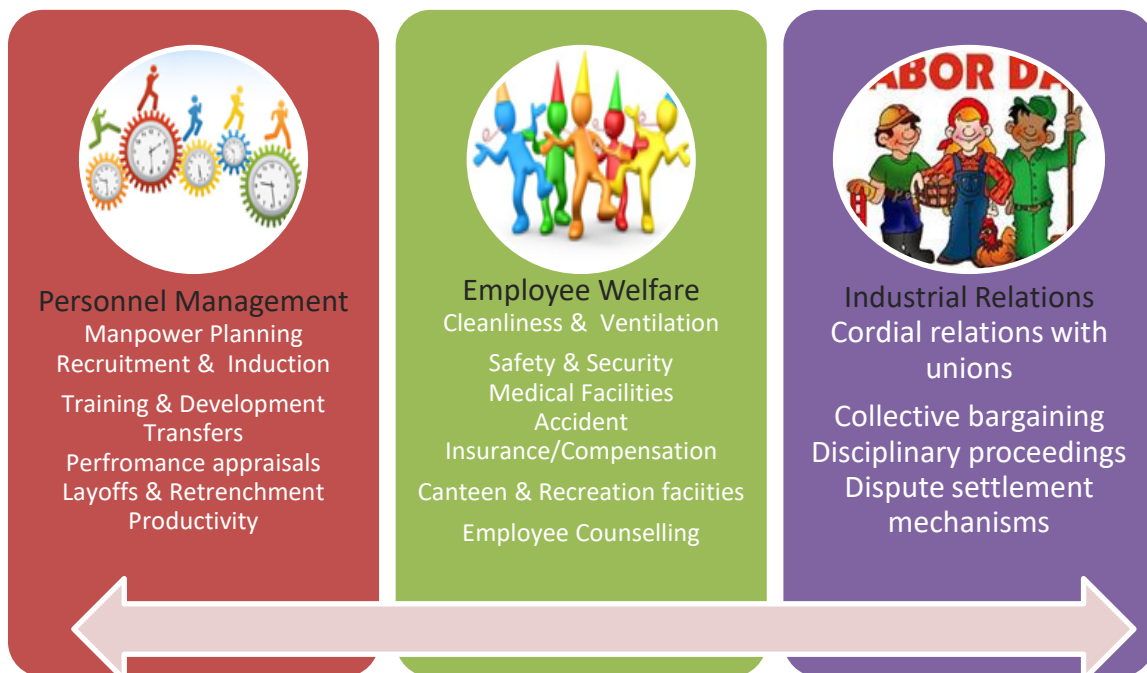 Personnel Management
Manpower Planning
Recruitment & Induction
Training & Development
Transfers
Perfromance appraisals
Layoffs & Retrenchment
Productivity
Employee Welfare
Cleanliness & Ventilation
Safety & Security
Medical Facilities
Accident
Insurance/Compensation
Canteen & Recreation faciities
Employee Counselling
ABOR DA
Industrial Relations
Cordial relations with
unions
Collective bargaining
Disciplinary proceedings
Dispute settlement
mechanisms